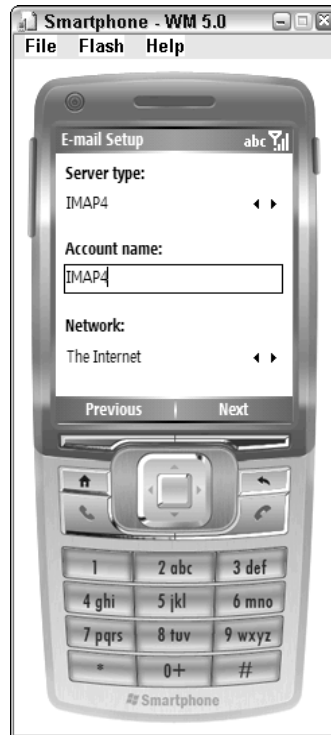 Smartphone - WM 5.0
File Flash Help
E-mail Setup abc
Server type:
IMAP4
Account name:
IMAP4
Network:
The Internet
Previous Next
1 2 abc 3 def
4 ghi 5 jkl 6 mno
7 pqrs 8 tuv 9 wxyz
* 0+ #
Smartphone